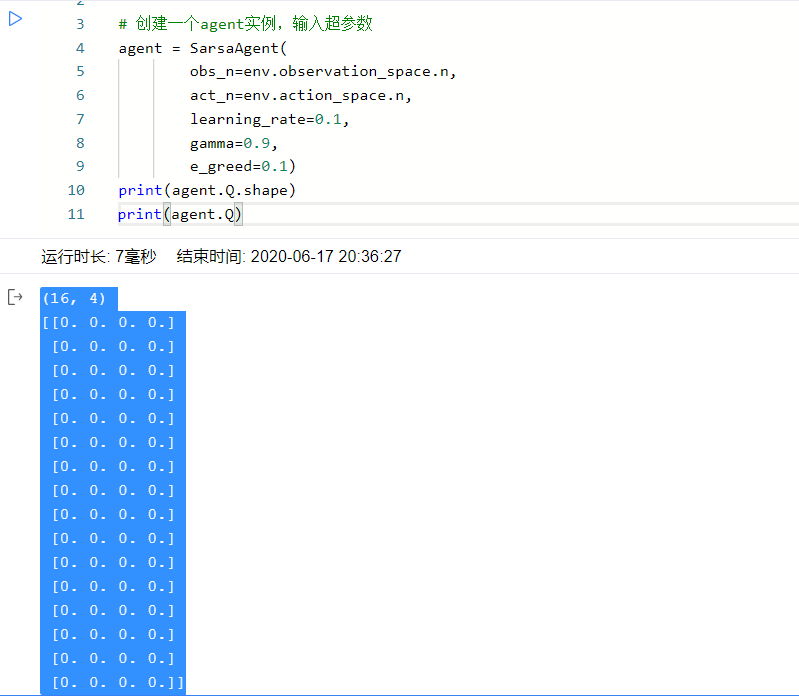 2
3 # 创建一个agent实例，输入超参数
4 agent = SarsaAgent(
5 obs_n=env.observation_space.n,
6 act_n=env.action_space.n,
7 learning_rate=0.1,
8 gamma=0.9,
9 e_greed=0.1)
10 print(agent.Q.shape)
11 print(agent.Q)
运行时长: 7毫秒 结束时间: 2020-06-17 20:36:27
(16, 4)
[[0. 0. 0. 0.]
[0. 0. 0. 0.]
[0. 0. 0. 0.]
[0. 0. 0. 0.]
[0. 0. 0. 0.]
[0. 0. 0. 0.]
[0. 0. 0. 0.]
[0. 0. 0. 0.]
[0. 0. 0. 0.]
[0. 0. 0. 0.]
[0. 0. 0. 0.]
[0. 0. 0. 0.]
[0. 0. 0. 0.]
[0. 0. 0. 0.]
[0. 0. 0. 0.]
[0. 0. 0. 0.]]